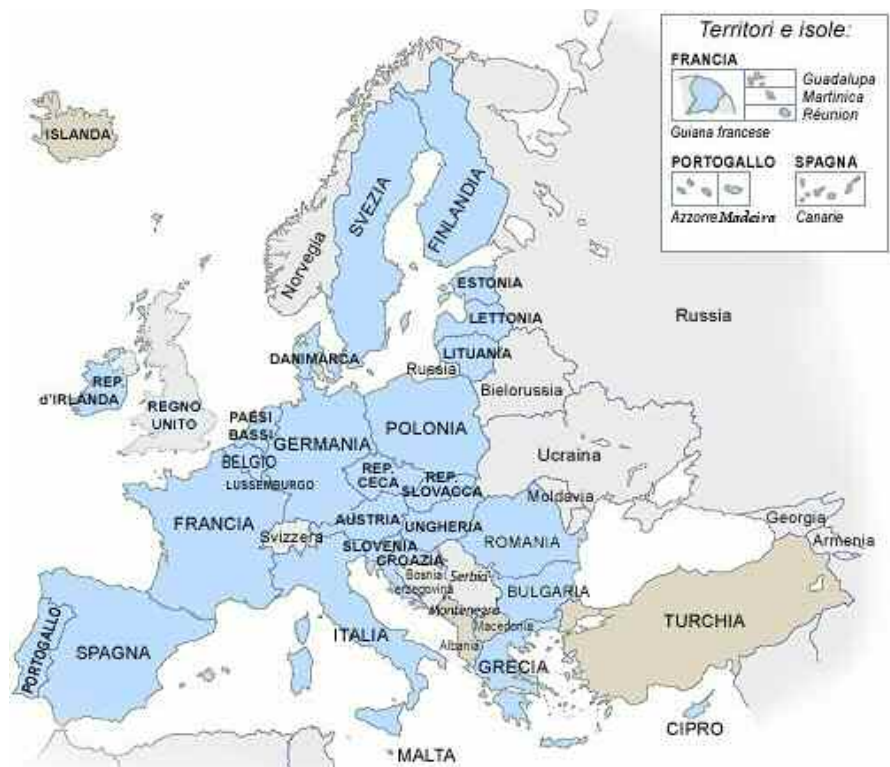 Territori e isole:
FRANCIA
Guadalupa
Martinica
Réunion
Guiana francese
PORTOGALLO SPAGNA
Azzorre Madeira Canarie
ISLANDA
SVEZIA
FINLANDIA
Norvegia
ESTONIA
Russia
LETTONIA
DANIMARCA
LITUANIA
Russia
REP.
d'IRLANDA
Bielorussia
REGNO
UNITO
PAESI
BASSI
GERMANIA
POLONIA
BELGIO
Ucraina
REP.
CECA
REP.
SLOVACCA
LUSSEMBURGO
Moldavia
FRANCIA
AUSTRIA
UNGHERIA
Georgia
Svizzera
SLOVENIA
ROMANIA
Armenia
CROAZIA
Bosnia
erzegovina
Serbia
BULGARIA
Montenegro
PORTOGALLO
SPAGNA
ITALIA
Macedonia
TURCHIA
Albania
GRECIA
CIPRO
MALTA